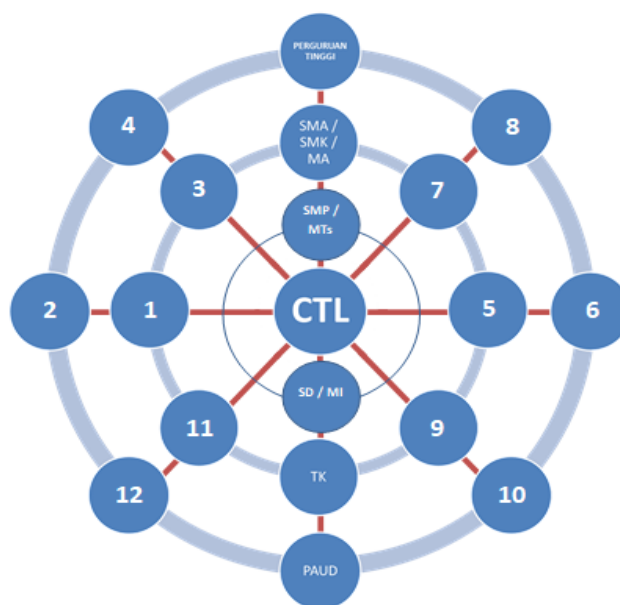 PERGURUAN
TINGGI
4
8
SMA /
SMK /
MA
3
7
SMP /
MTs
2
1
CTL
5
6
SD / MI
11
9
TK
12
10
PAUD